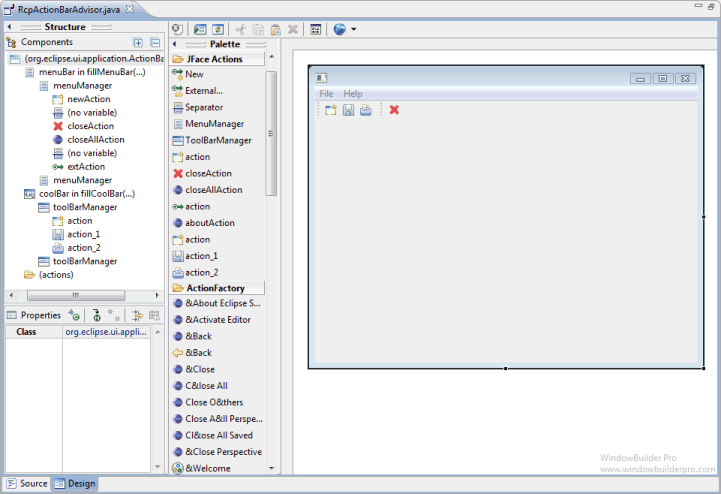 RcpActionBarAdvisor.java
Structure
Components
(org.eclipse.ui.application.ActionBa
menuBar in fillMenuBar(...)
menuManager
newAction
(no variable)
closeAction
closeAllAction
(no variable)
extAction
menuManager
coolBar in fillCoolBar(...)
toolBarManager
action
action_1
action_2
toolBarManager
(actions)
Properties
Class
org.eclipse.ui.appli...
Palette
JFace Actions
New
External...
Separator
MenuManager
ToolBarManager
action
closeAction
closeAllAction
action
aboutAction
action
action_1
action_2
ActionFactory
&About Eclipse S...
&Activate Editor
&Back
&Back
&Close
C&lose All
Close O&thers
Close A&ll Perspe...
Cl&ose All Saved
&Close Perspective
&Welcome
File Help
WindowBuilder Pro
www.windowbuilderpro.com
Source Design